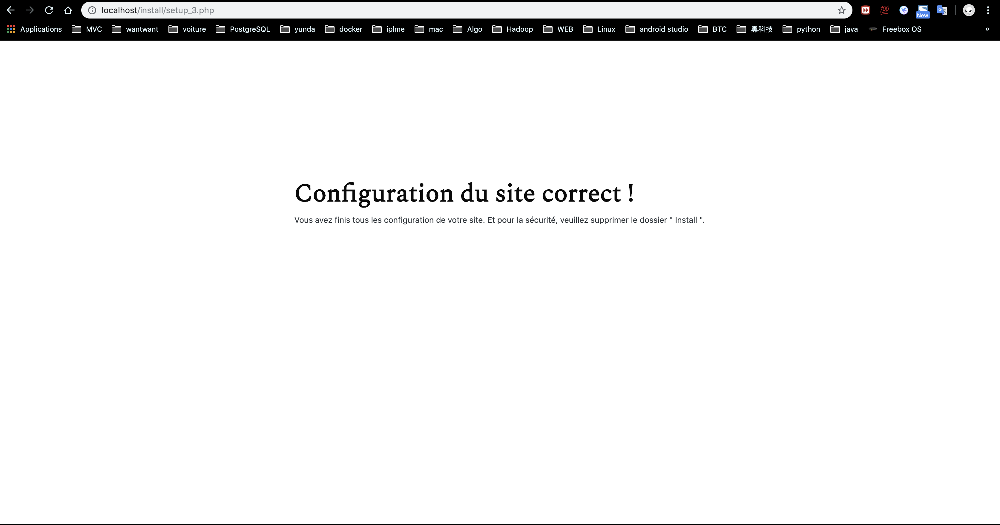 localhost/install/setup_3.php
100
New
G 文
Applications MVC wantwant voiture PostgreSQL yunda docker iplme mac Algo Hadoop WEB Linux android studio BTC 黑科技 python java Freebox OS »
Configuration du site correct !
Vous avez finis tous les configuration de votre site. Et pour la sécurité, veuillez supprimer le dossier " Install ".